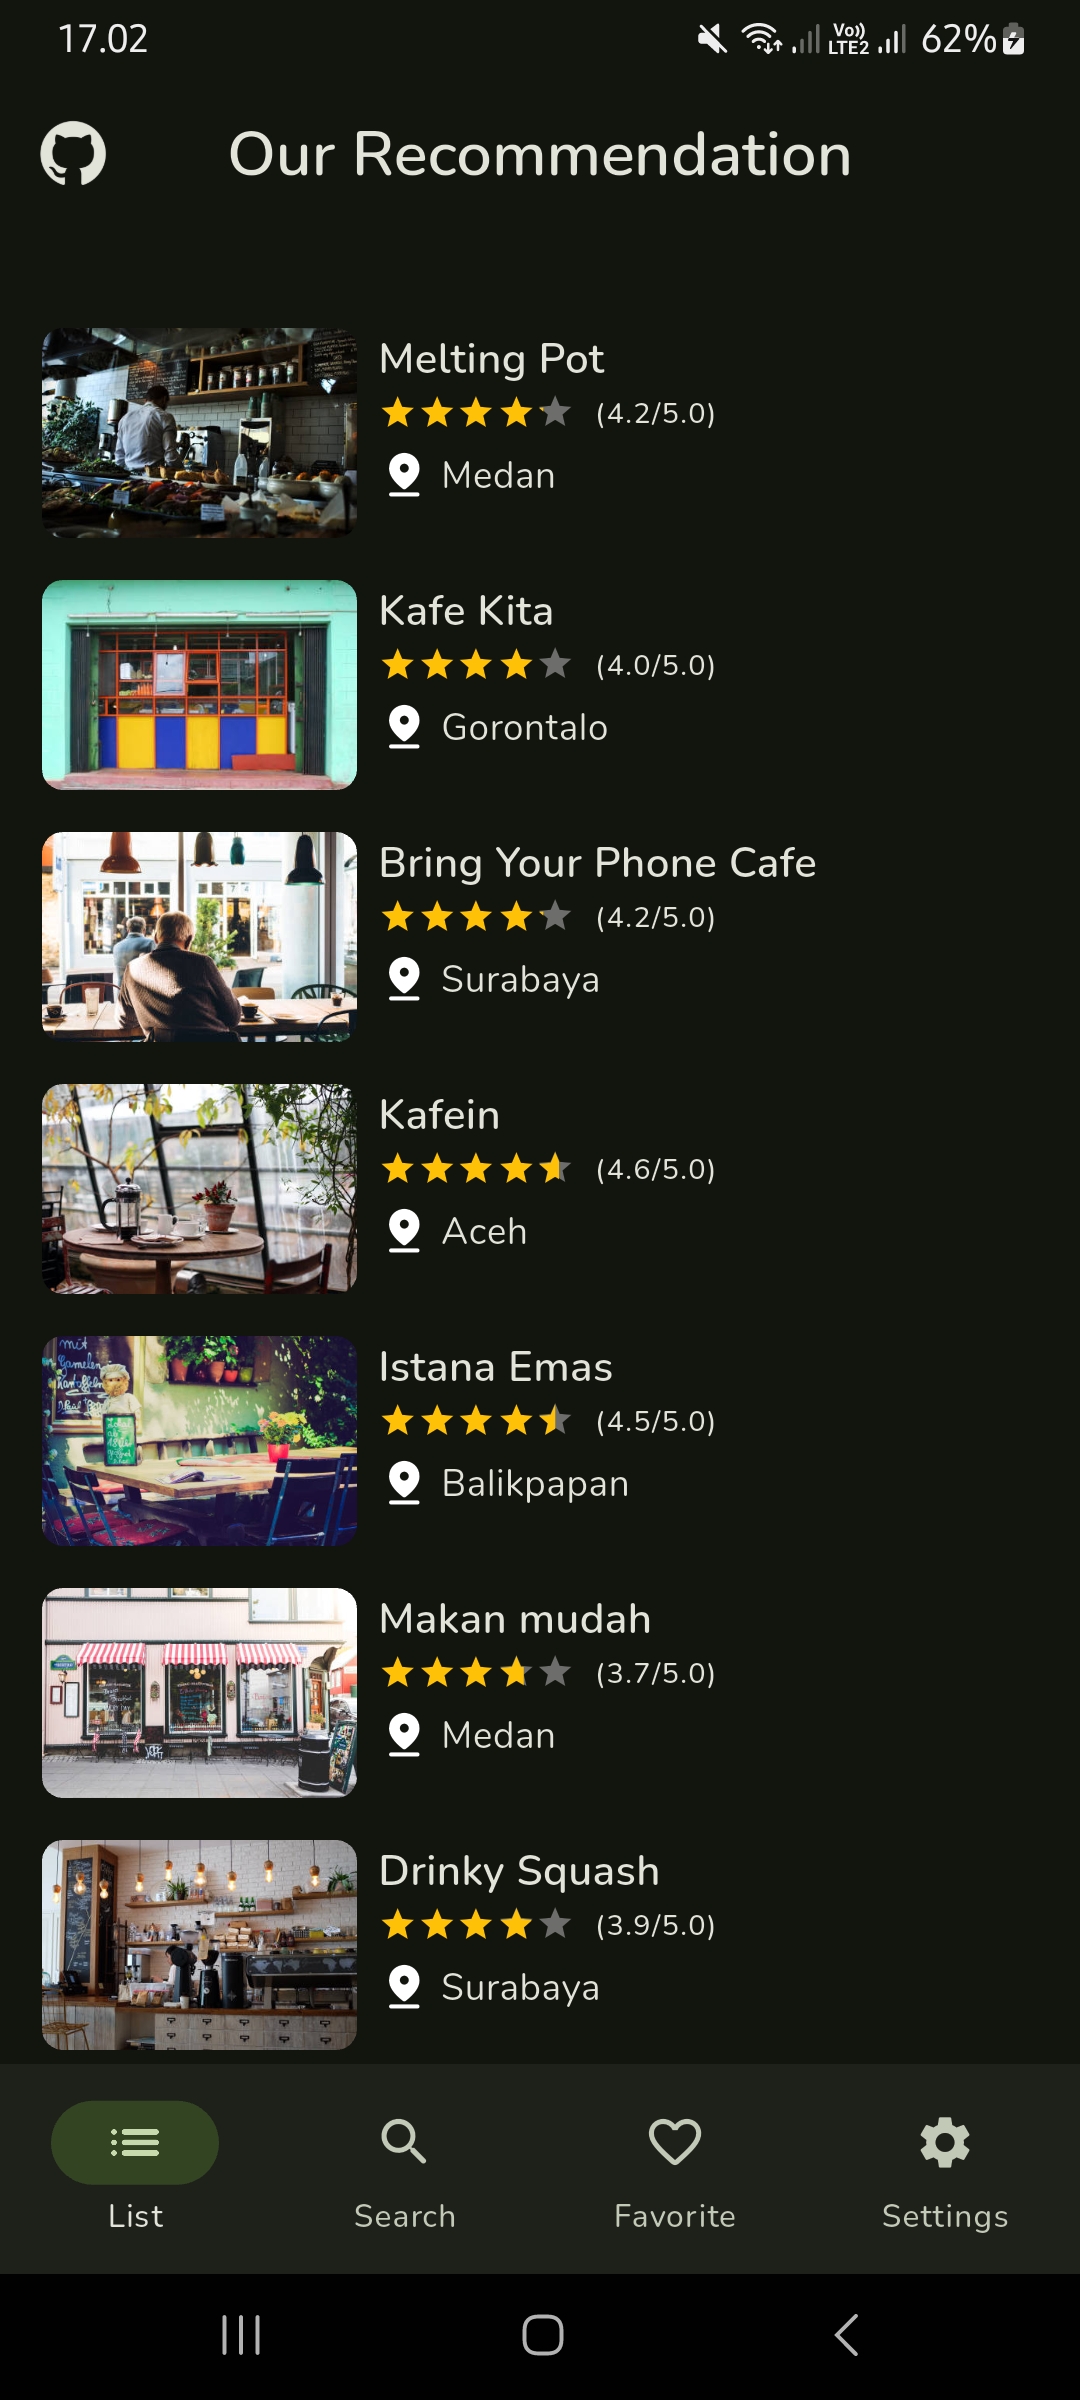 17.02
Vo)) LTE2 62%
Our Recommendation
Melting Pot
(4.2/5.0)
Medan
Kafe Kita
(4.0/5.0)
Gorontalo
Bring Your Phone Cafe
(4.2/5.0)
Surabaya
Kafein
(4.6/5.0)
Aceh
mit
Gamelen
Istana Emas
(4.5/5.0)
Balikpapan
Makan mudah
(3.7/5.0)
Medan
Drinky Squash
(3.9/5.0)
Surabaya
List
Search
Favorite
Settings